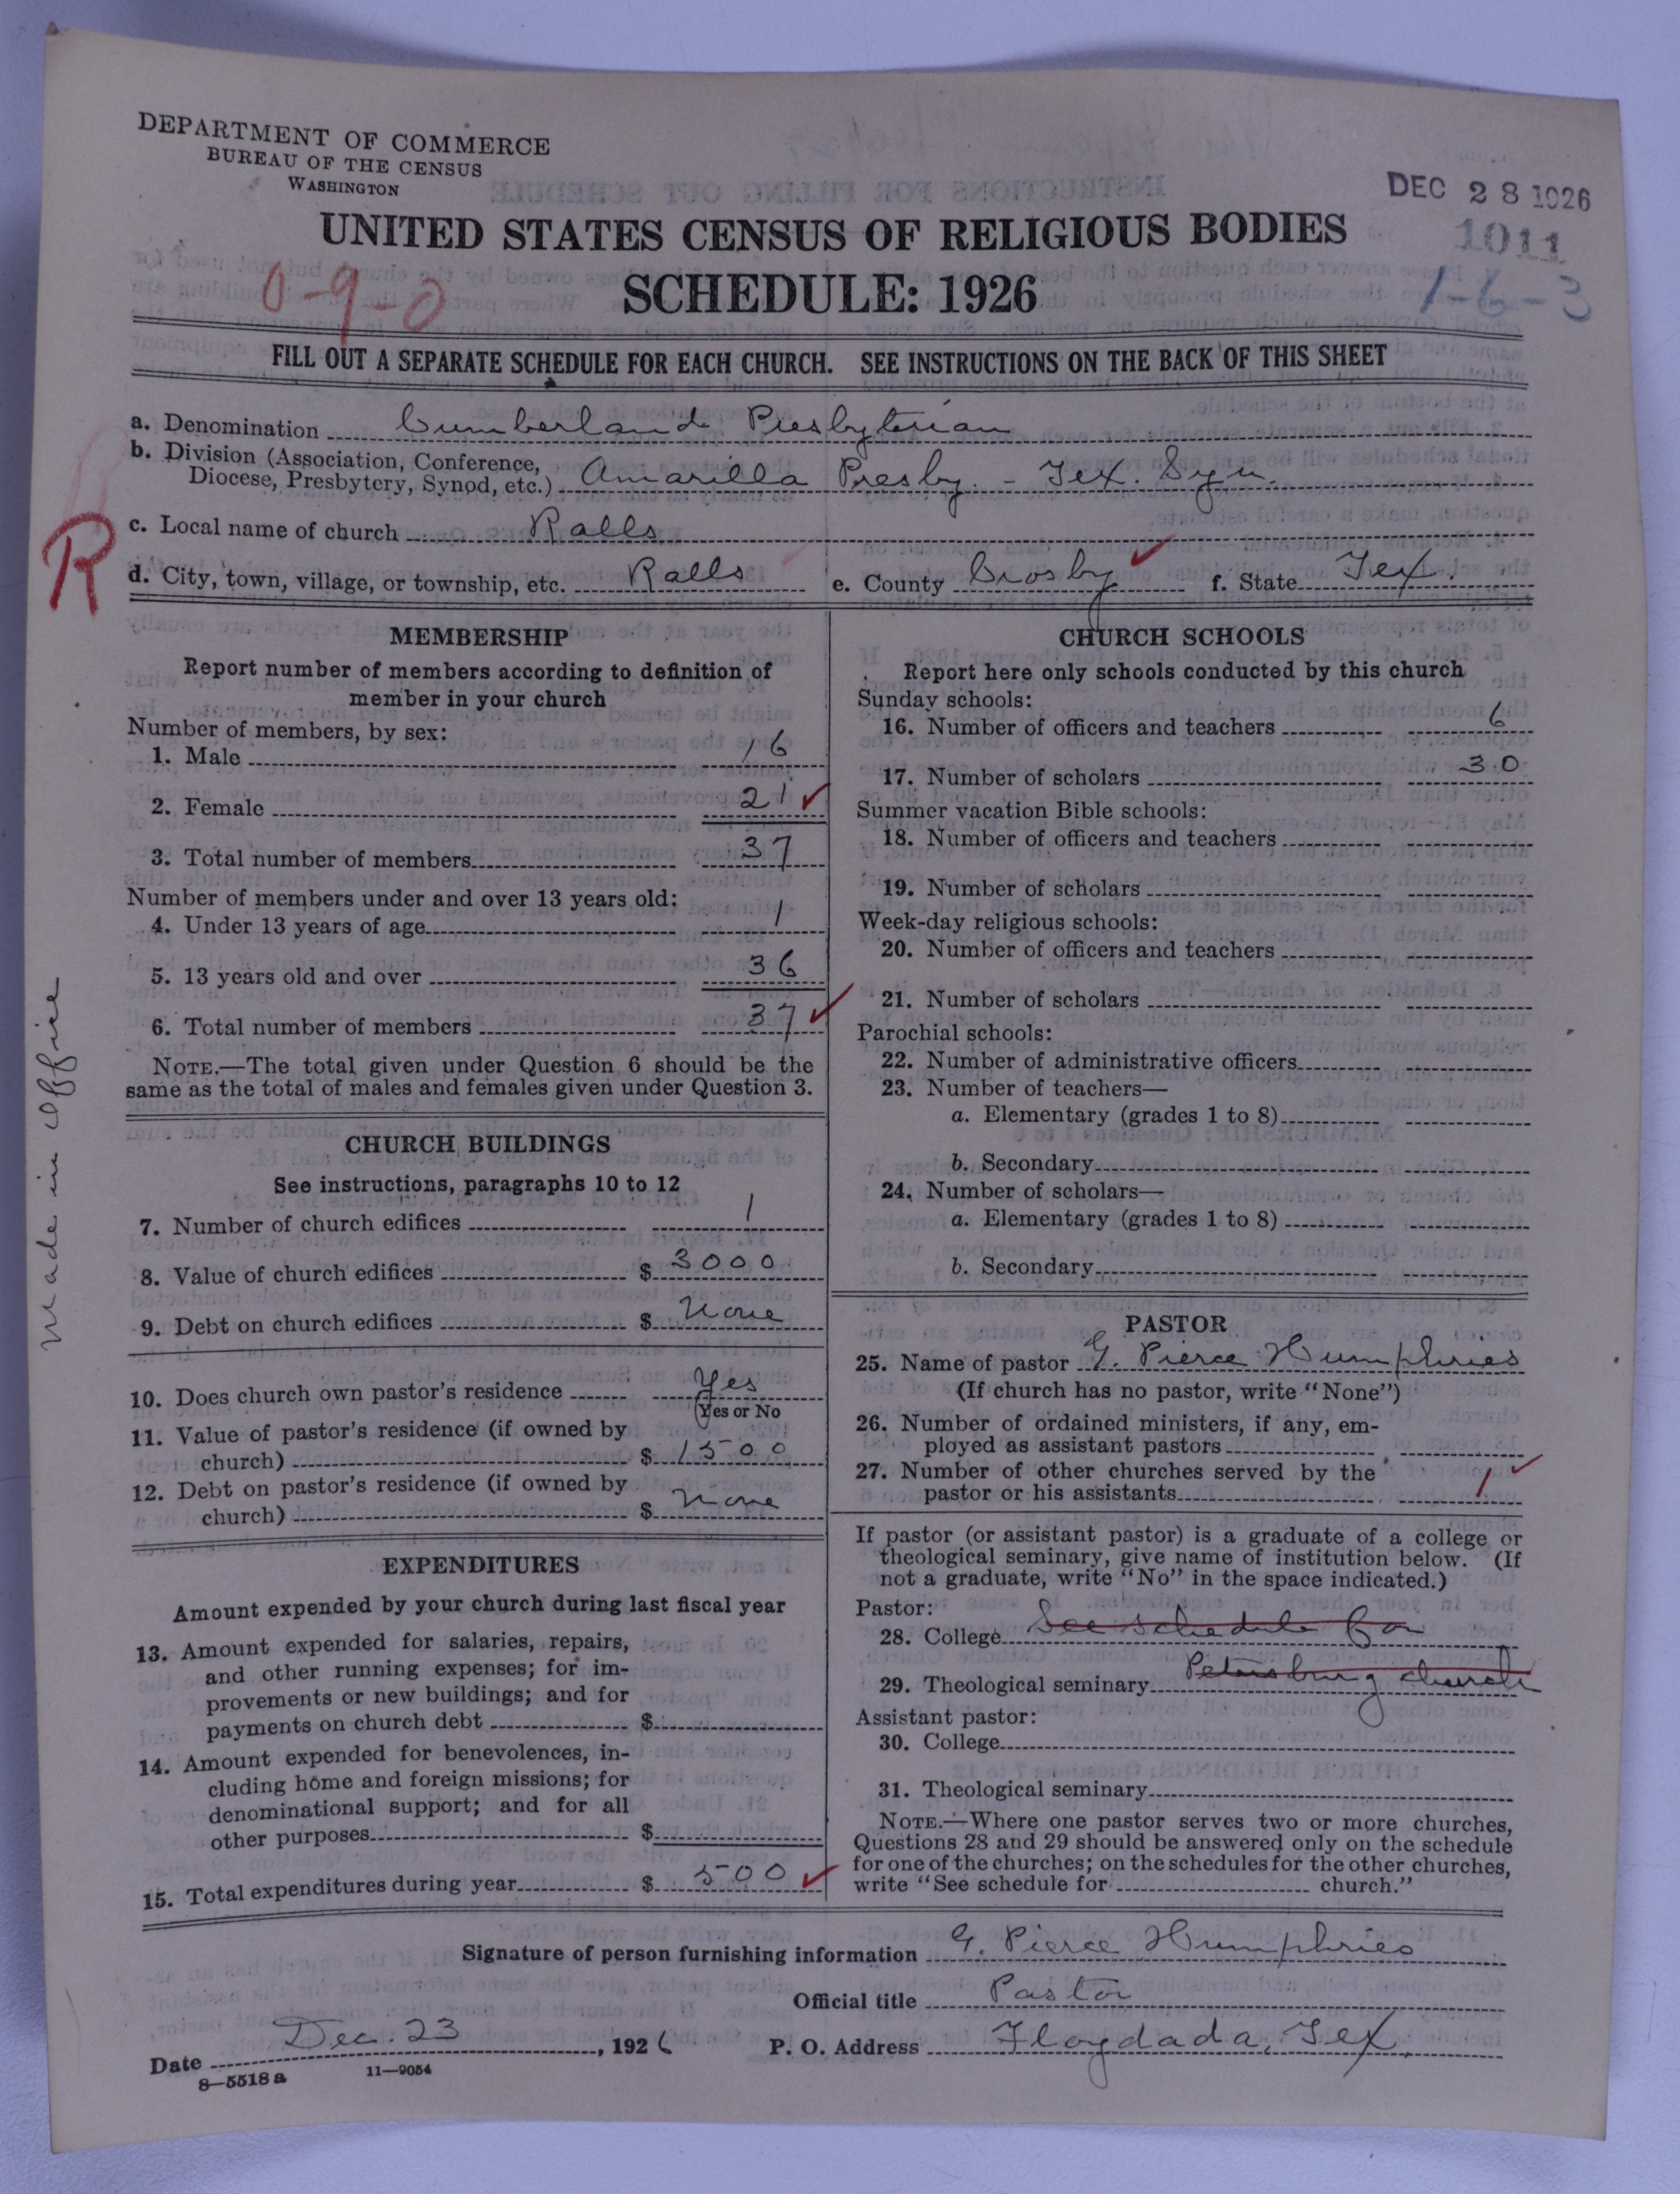 DEPARTMENT OF COMMERCE
BUREAU OF THE CENSUS
WASHINGTON
DEC 28 1926
1011
UNITED STATES CENSUS OF RELIGIOUS BODIES
0-9-0
SCHEDULE: 1926
1-6-3
FILL OUT A SEPARATE SCHEDULE FOR EACH CHURCH. SEE INSTRUCTIONS ON THE BACK OF THIS SHEET
a. Denomination Cumberland Presbyterian
b. Division (Association, Conference,
Diocese, Presbytery, Synod, etc.) Amarilla Presby. - Tex. Syn.
R
c. Local name of church Ralls
d. City, town, village, or township, etc. Ralls e. County Crosby ✓ f. State Tex.
MEMBERSHIP
Report number of members according to definition of
member in your church
Number of members, by sex:
1. Male 16
2. Female 21 ✓
3. Total number of members 37
Number of members under and over 13 years old:
4. Under 13 years of age 1
5. 13 years old and over 36
6. Total number of members 37 ✓
NOTE.—The total given under Question 6 should be the
same as the total of males and females given under Question 3.
CHURCH BUILDINGS
See instructions, paragraphs 10 to 12
7. Number of church edifices 1
8. Value of church edifices $ 3000
9. Debt on church edifices $ None
10. Does church own pastor's residence Yes
(Yes or No
11. Value of pastor's residence (if owned by
church) $ 1500
12. Debt on pastor's residence (if owned by
church) $ None
EXPENDITURES
Amount expended by your church during last fiscal year
13. Amount expended for salaries, repairs,
and other running expenses; for im-
provements or new buildings; and for
payments on church debt $
14. Amount expended for benevolences, in-
cluding home and foreign missions; for
denominational support; and for all
other purposes $
15. Total expenditures during year $ 500 ✓
made in office
CHURCH SCHOOLS
Report here only schools conducted by this church
Sunday schools:
16. Number of officers and teachers 6
17. Number of scholars 30
Summer vacation Bible schools:
18. Number of officers and teachers
19. Number of scholars
Week-day religious schools:
20. Number of officers and teachers
21. Number of scholars
Parochial schools:
22. Number of administrative officers
23. Number of teachers—
a. Elementary (grades 1 to 8)
b. Secondary
24. Number of scholars—
a. Elementary (grades 1 to 8)
b. Secondary
PASTOR
25. Name of pastor G. Pierce Humphries
(If church has no pastor, write "None")
26. Number of ordained ministers, if any, em-
ployed as assistant pastors
27. Number of other churches served by the
pastor or his assistants 1 ✓
If pastor (or assistant pastor) is a graduate of a college or
theological seminary, give name of institution below. (If
not a graduate, write "No" in the space indicated.)
Pastor:
28. College See schedule for
29. Theological seminary Petersburg church
Assistant pastor:
30. College
31. Theological seminary
NOTE.—Where one pastor serves two or more churches,
Questions 28 and 29 should be answered only on the schedule
for one of the churches; on the schedules for the other churches,
write "See schedule for church."
Signature of person furnishing information G. Pierce Humphries
Official title Pastor
Date Dec. 23, 1926 P. O. Address Floydada, Tex.
8—5518a 11—9054